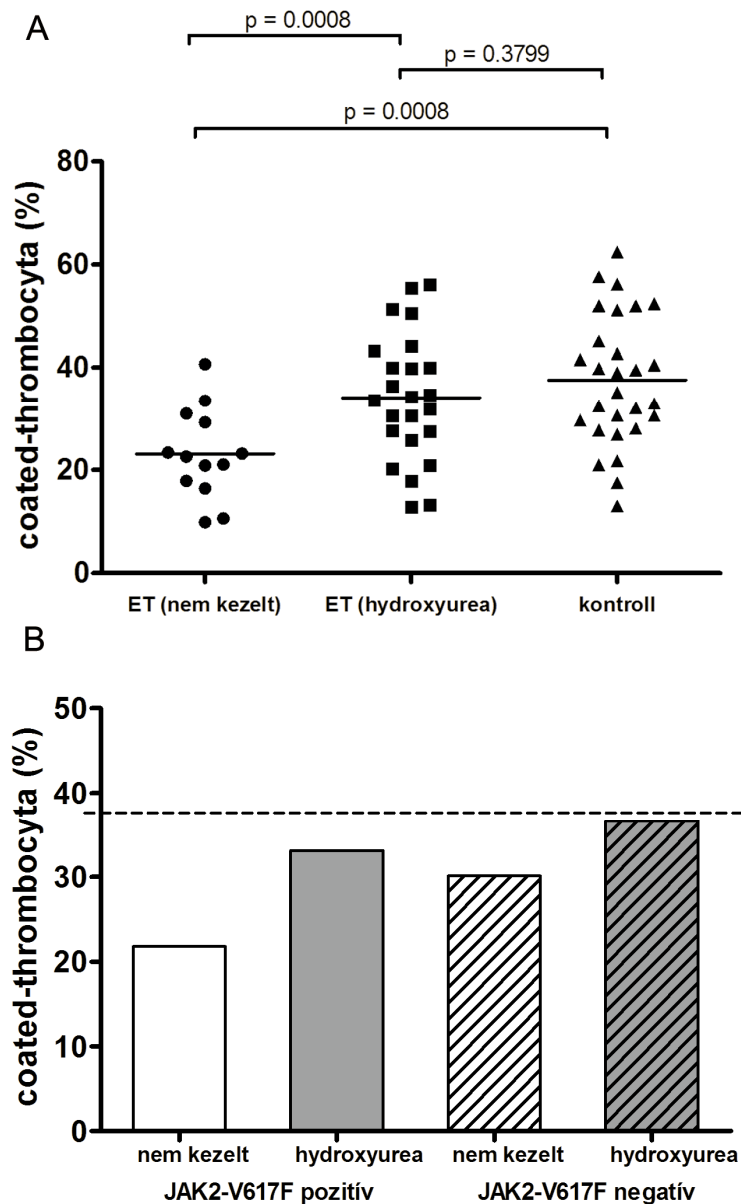 A
p = 0.0008
p = 0.3799
p = 0.0008
coated-thrombocyta (%)
80
60
40
20
0
ET (nem kezelt) ET (hydroxyurea) kontroll
B
coated-thrombocyta (%)
50
40
30
20
10
0
nem kezelt hydroxyurea nem kezelt hydroxyurea
JAK2-V617F pozitív JAK2-V617F negatív